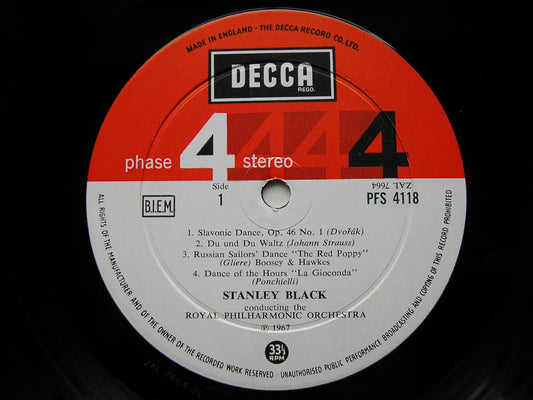 MADE IN ENGLAND · THE DECCA RECORD CO. LTD.
DECCA
REGD.
phase 4 stereo 4 4 4
Side
1
ZAL 7664
B.I.E.M.
PFS 4118
1. Slavonic Dance, Op. 46 No. 1 (Dvořák)
2. Du und Du Waltz (Johann Strauss)
3. Russian Sailors' Dance "The Red Poppy"
(Gliere) Boosey & Hawkes
4. Dance of the Hours "La Gioconda"
(Ponchielli)
STANLEY BLACK
conducting the
ROYAL PHILHARMONIC ORCHESTRA
Ⓟ 1967
33⅓
RPM
ALL RIGHTS OF THE MANUFACTURER AND OF THE OWNER OF THE RECORDED WORK RESERVED · UNAUTHORISED PUBLIC PERFORMANCE BROADCASTING AND COPYING OF THIS RECORD PROHIBITED